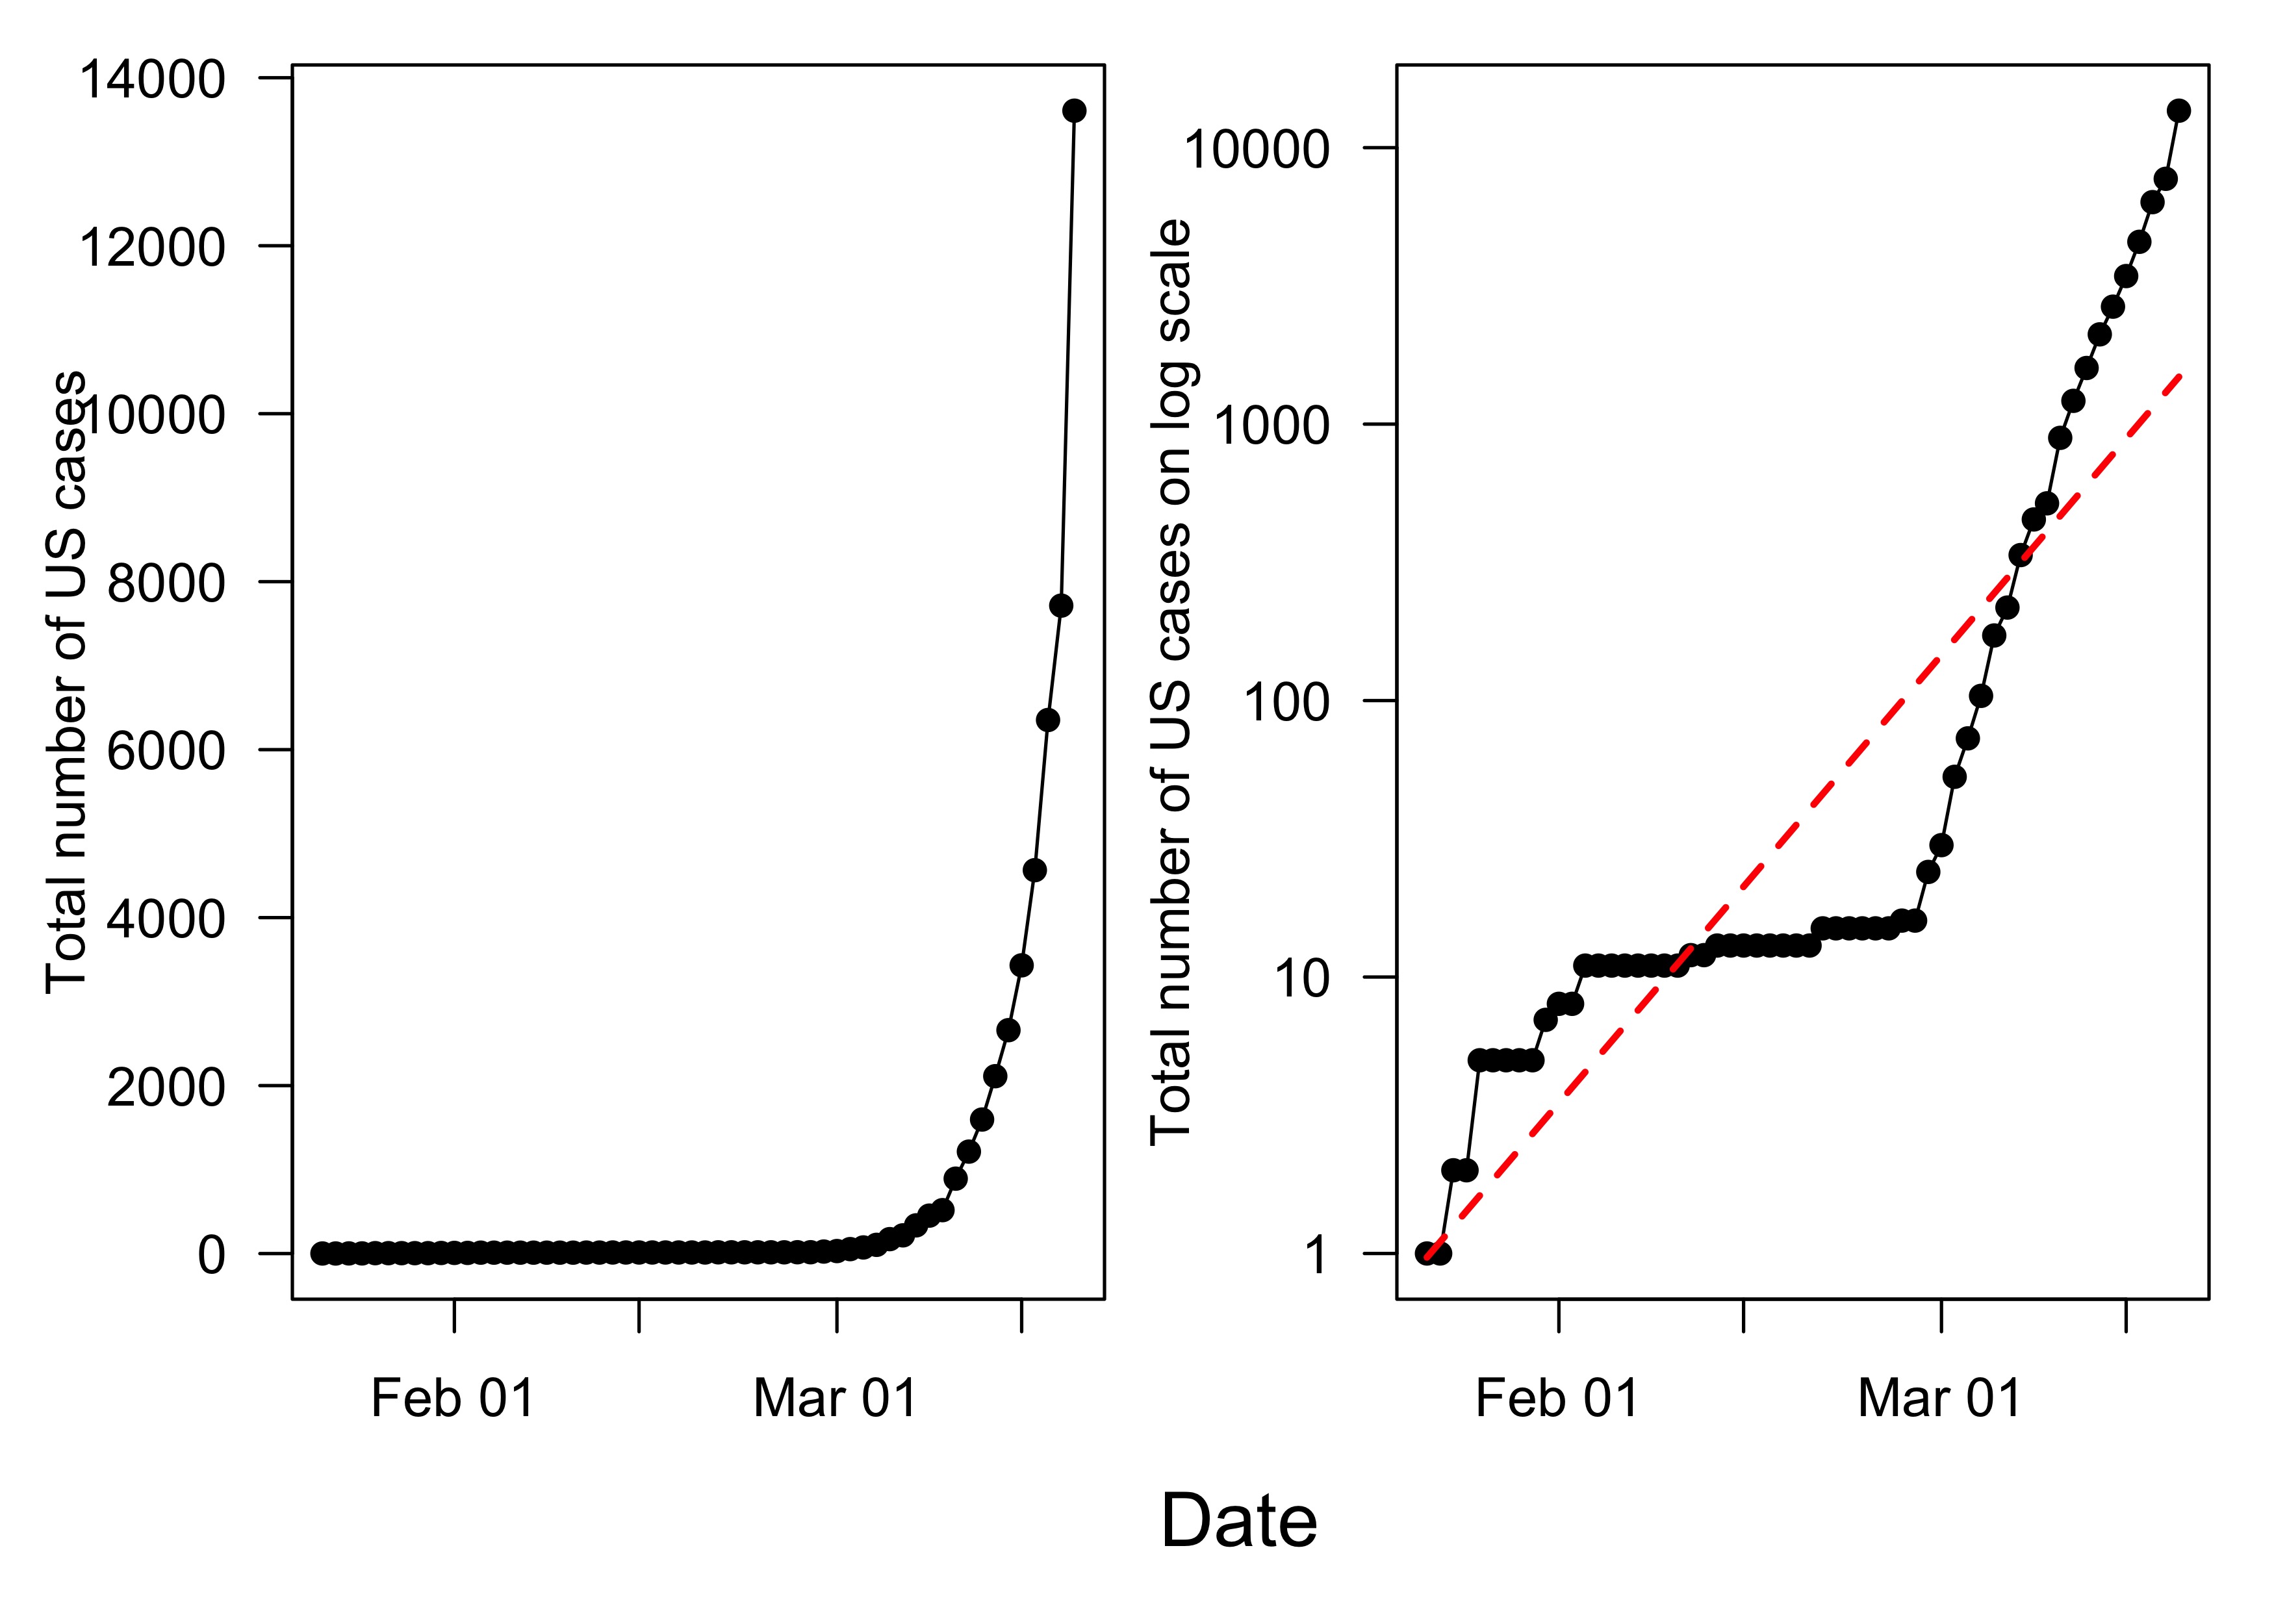 Total number of US cases
14000
12000
10000
8000
6000
4000
2000
0
Feb 01
Mar 01
Total number of US cases on log scale
10000
1000
100
10
1
Feb 01
Mar 01
Date